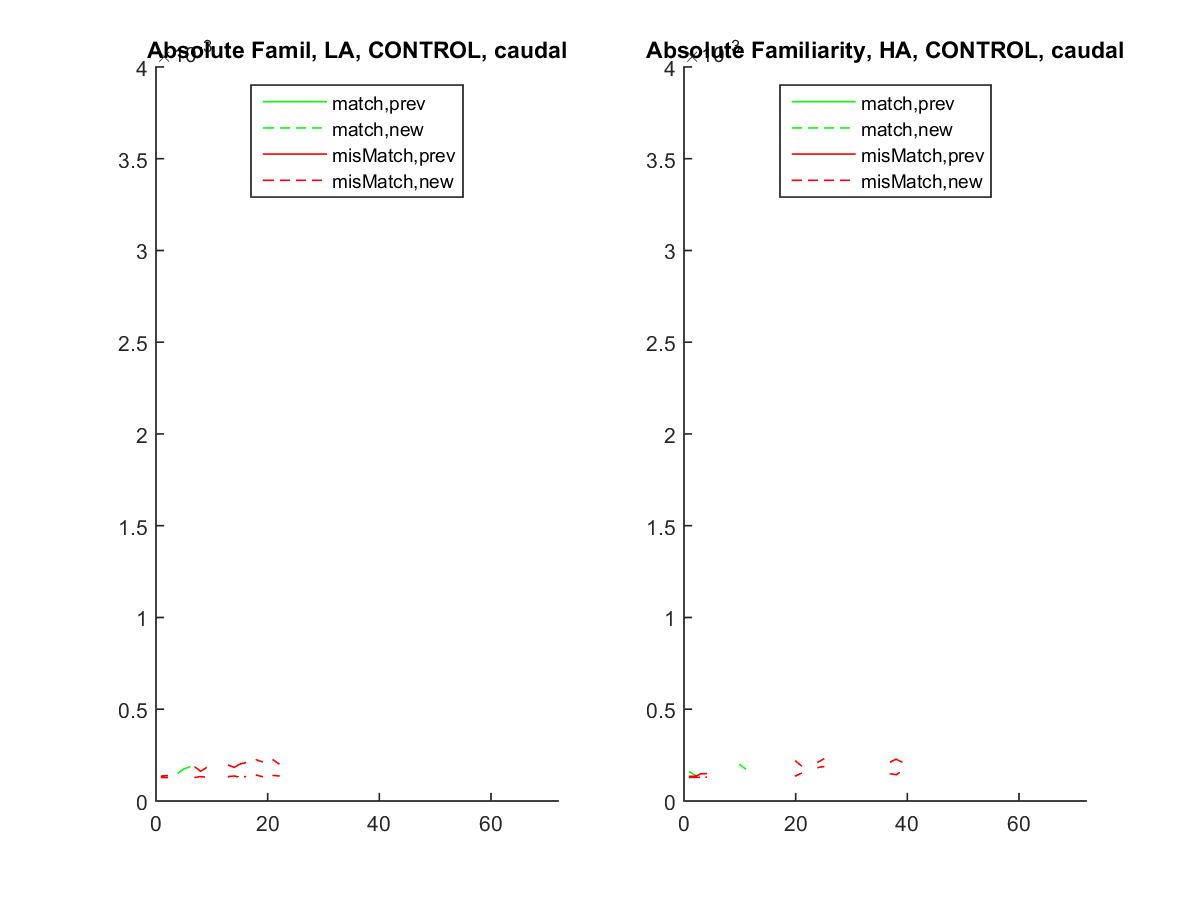 Absolute Famil, LA, CONTROL, caudal
×10
4
3.5
3
2.5
2
1.5
1
0.5
0
0 20 40 60
match,prev
match,new
misMatch,prev
misMatch,new
Absolute Familiarity, HA, CONTROL, caudal
×10
4
3.5
3
2.5
2
1.5
1
0.5
0
0 20 40 60
match,prev
match,new
misMatch,prev
misMatch,new